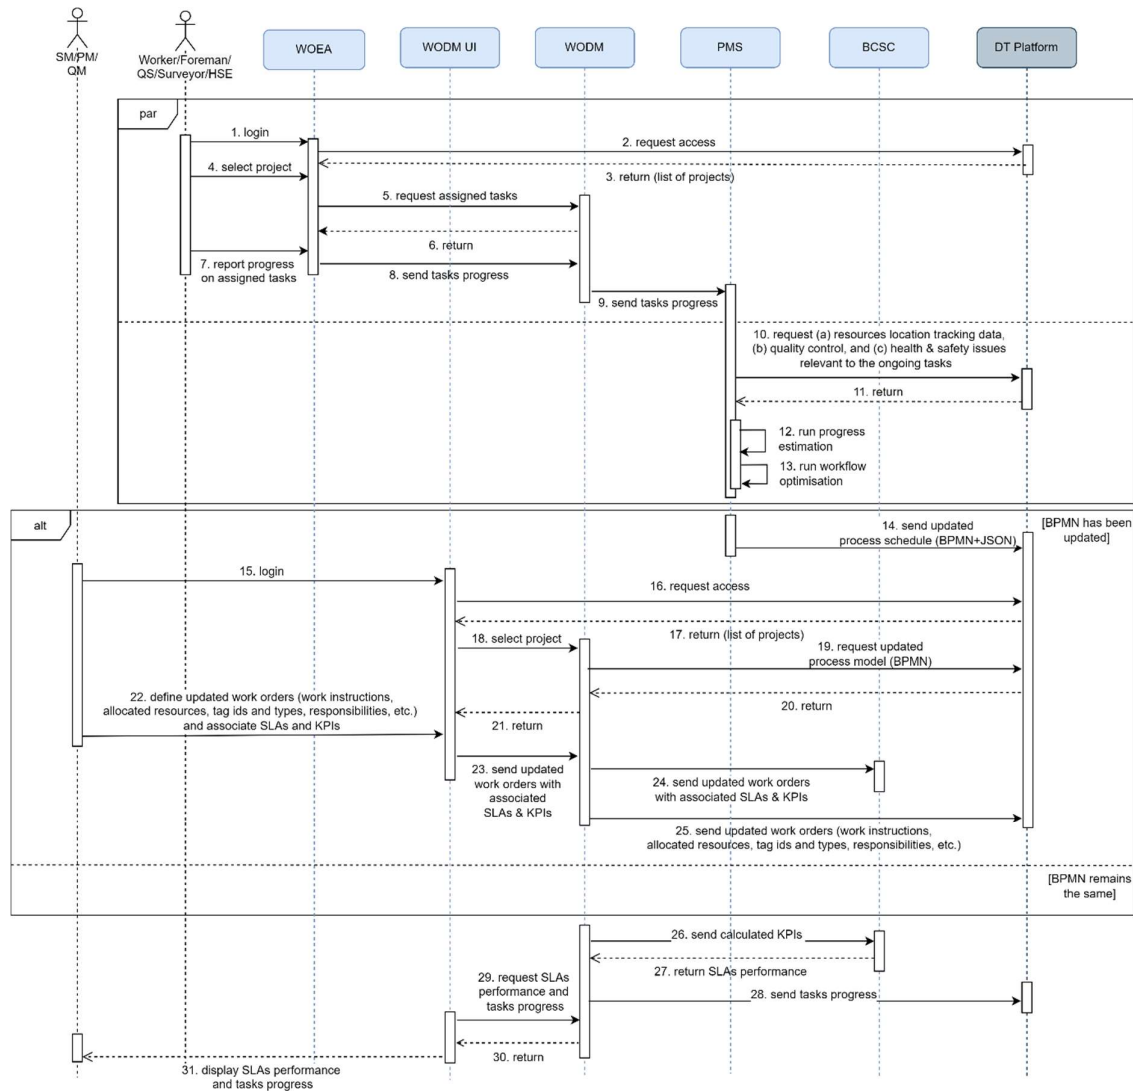 SM/PM/
QM
Worker/Foreman/
QS/Surveyor/HSE
WOEA
WODM UI
WODM
PMS
BCSC
DT Platform
par
1. login
2. request access
3. return (list of projects)
4. select project
5. request assigned tasks
6. return
7. report progress
on assigned tasks
8. send tasks progress
9. send tasks progress
10. request (a) resources location tracking data,
(b) quality control, and (c) health & safety issues
relevant to the ongoing tasks
11. return
12. run progress
estimation
13. run workflow
optimisation
alt
[BPMN has been
updated]
14. send updated
process schedule (BPMN+JSON)
15. login
16. request access
17. return (list of projects)
18. select project
19. request updated
process model (BPMN)
20. return
21. return
22. define updated work orders (work instructions,
allocated resources, tag ids and types, responsibilities, etc.)
and associate SLAs and KPIs
23. send updated
work orders with
associated
SLAs & KPIs
24. send updated work orders
with associated SLAs & KPIs
25. send updated work orders (work instructions,
allocated resources, tag ids and types, responsibilities, etc.)
[BPMN remains
the same]
26. send calculated KPIs
27. return SLAs performance
28. send tasks progress
29. request SLAs
performance and
tasks progress
30. return
31. display SLAs performance
and tasks progress